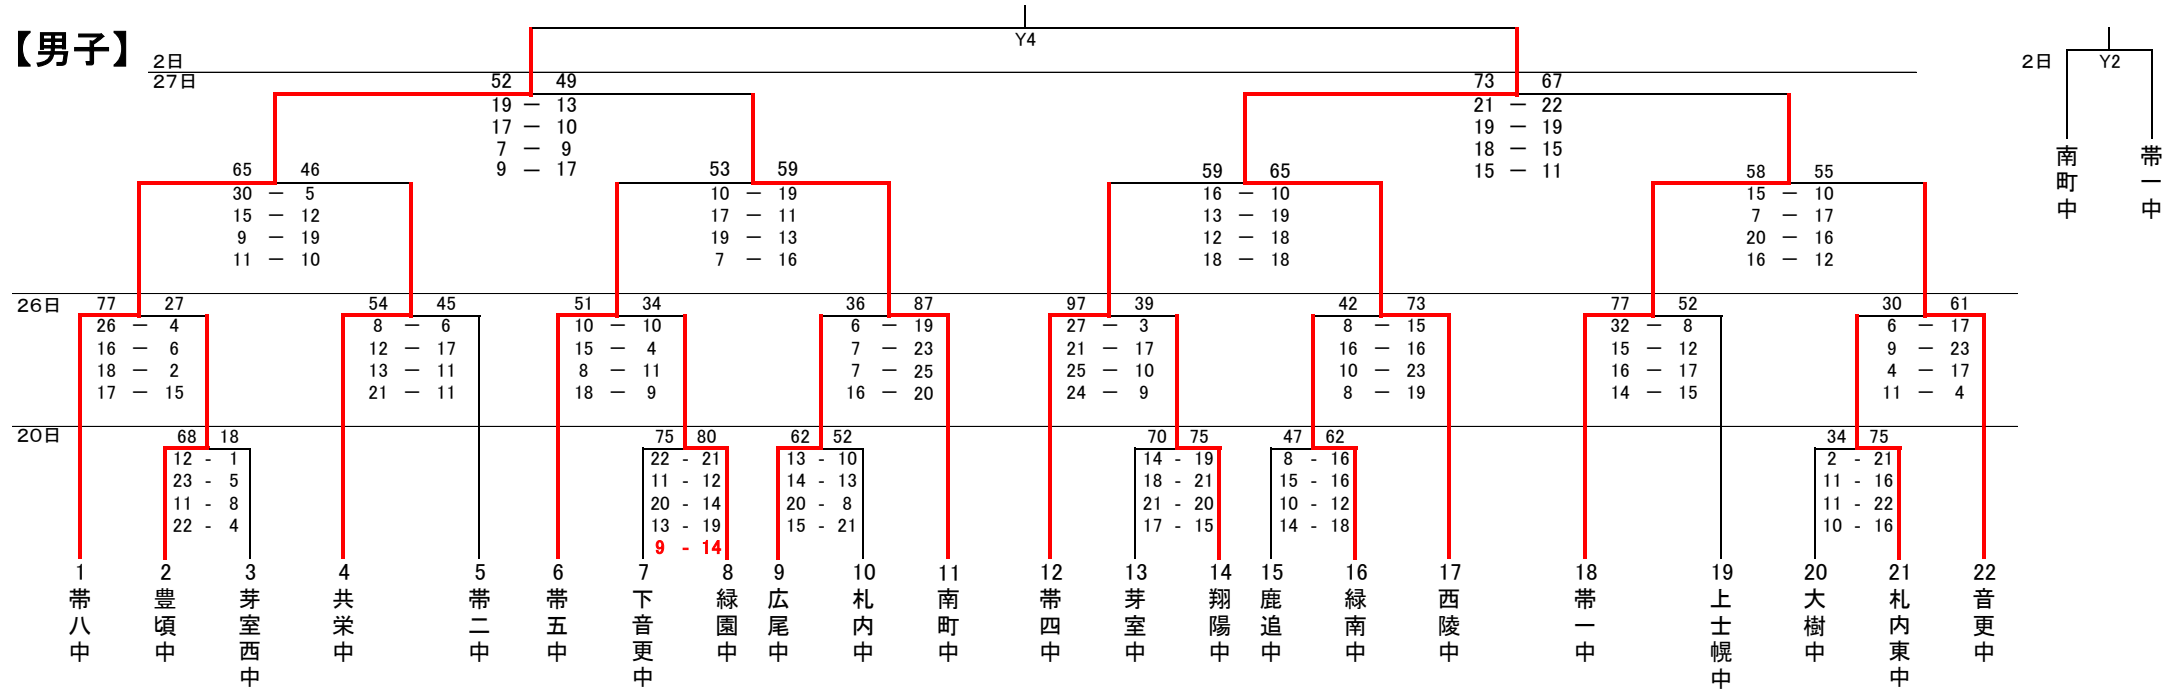 Y4
【男子】
2日
27日
52 49
19 ー 13
17 ー 10
7 ー 9
9 ー 17
73 67
21 ー 22
19 ー 19
18 ー 15
15 ー 11
2日 Y2
南町中
帯一中
65 46
30 ー 5
15 ー 12
9 ー 19
11 ー 10
53 59
10 ー 19
17 ー 11
19 ー 13
7 ー 16
59 65
16 ー 10
13 ー 19
12 ー 18
18 ー 18
58 55
15 ー 10
7 ー 17
20 ー 16
16 ー 12
26日
77 27
26 ー 4
16 ー 6
18 ー 2
17 ー 15
54 45
8 ー 6
12 ー 17
13 ー 11
21 ー 11
51 34
10 ー 10
15 ー 4
8 ー 11
18 ー 9
36 87
6 ー 19
7 ー 23
7 ー 25
16 ー 20
97 39
27 ー 3
21 ー 17
25 ー 10
24 ー 9
42 73
8 ー 15
16 ー 16
10 ー 23
8 ー 19
77 52
32 ー 8
15 ー 12
16 ー 17
14 ー 15
30 61
6 ー 17
9 ー 23
4 ー 17
11 ー 4
20日
68 18
12 - 1
23 - 5
11 - 8
22 - 4
75 80
22 - 21
11 - 12
20 - 14
13 - 19
9 - 14
62 52
13 - 10
14 - 13
20 - 8
15 - 21
70 75
14 - 19
18 - 21
21 - 20
17 - 15
47 62
8 - 16
15 - 16
10 - 12
14 - 18
34 75
2 - 21
11 - 16
11 - 22
10 - 16
1 帯八中
2 豊頃中
3 芽室西中
4 共栄中
5 帯二中
6 帯五中
7 下音更中
8 緑園中
9 広尾中
10 札内中
11 南町中
12 帯四中
13 芽室中
14 翔陽中
15 鹿追中
16 緑南中
17 西陵中
18 帯一中
19 上士幌中
20 大樹中
21 札内東中
22 音更中